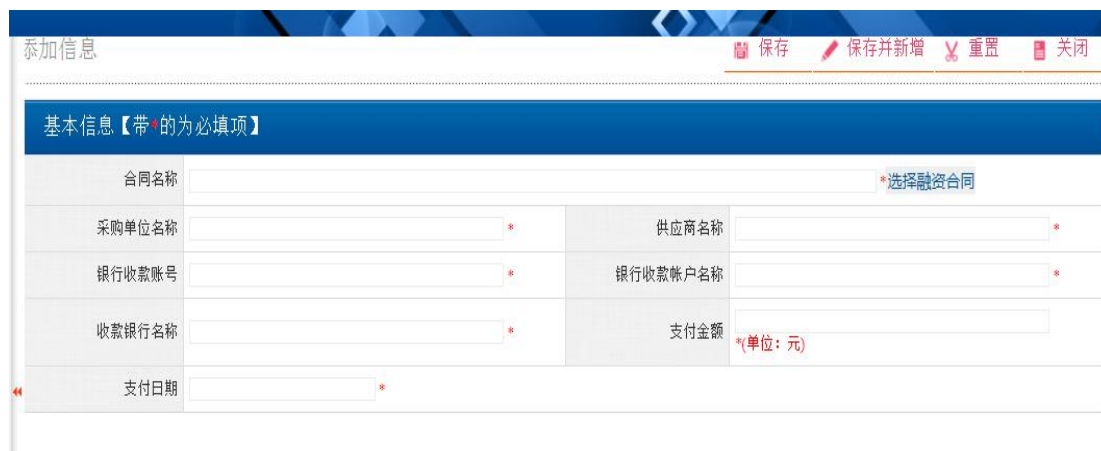 添加信息
保存 保存并新增 重置 关闭
基本信息【带*的为必填项】
合同名称 *选择融资合同
采购单位名称 * 供应商名称 *
银行收款账号 * 银行收款帐户名称 *
收款银行名称 * 支付金额 *(单位：元)
支付日期 *